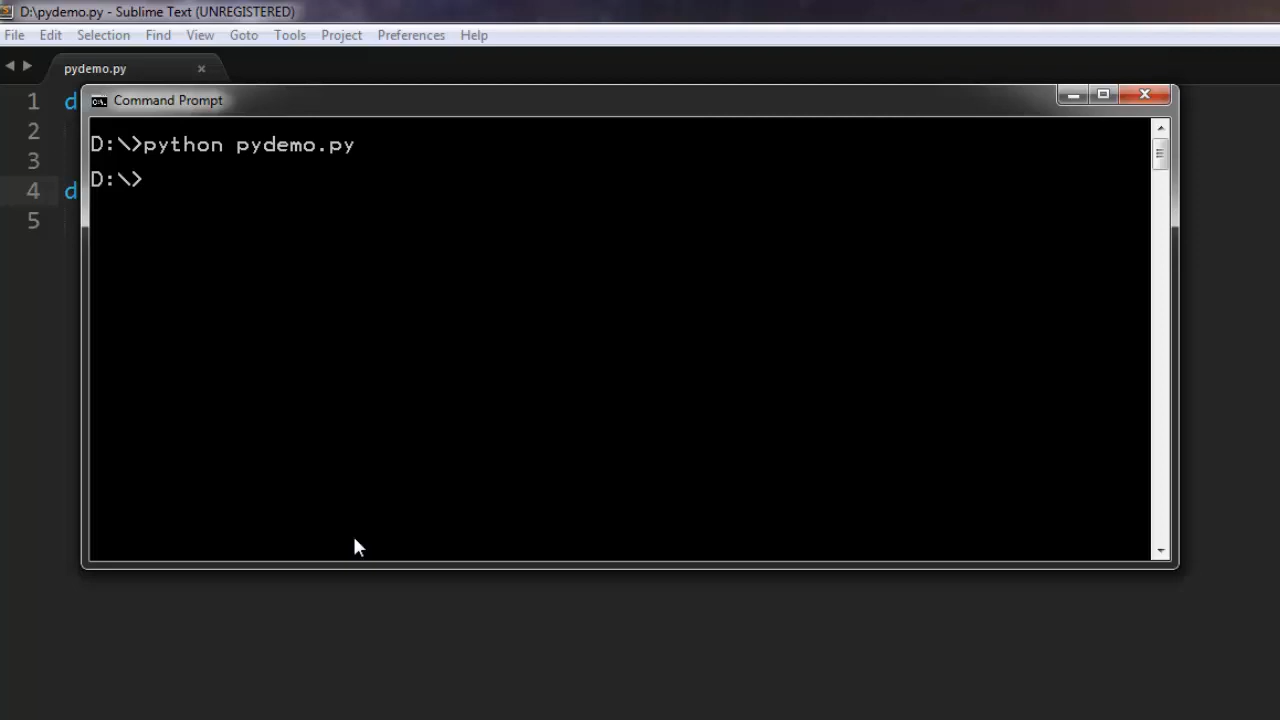 D:\pydemo.py - Sublime Text (UNREGISTERED)
File Edit Selection Find View Goto Tools Project Preferences Help
pydemo.py
1 d
Command Prompt
2
D:\>python pydemo.py
3
D:\>
4 d
5